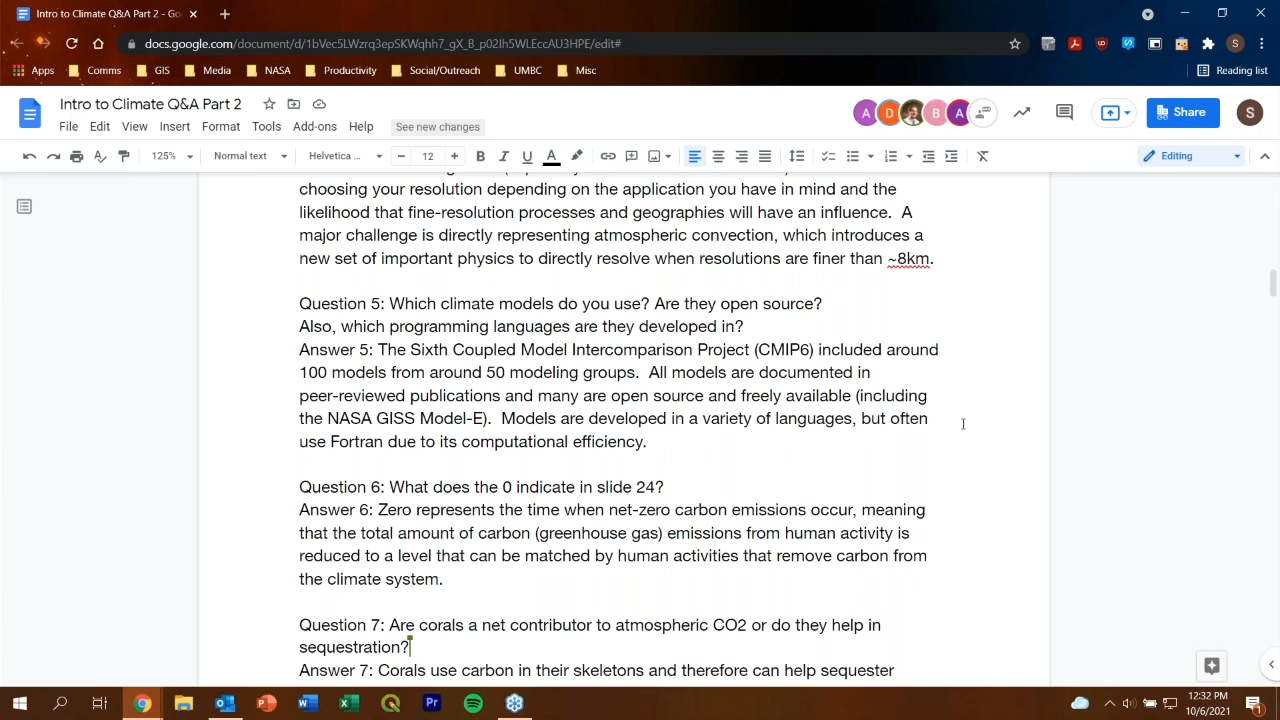 Intro to Climate Q&A Part 2 - Go
docs.google.com/document/d/1bVec5LWzrq3epSKWqhh7_gX_B_p02Ih5WLEccAU3HPE/edit#
Apps Comms GIS Media NASA Productivity Social/Outreach UMBC Misc Reading list
Intro to Climate Q&A Part 2
File Edit View Insert Format Tools Add-ons Help See new changes
A D B A Share S
125% Normal text Helvetica ... 12 B I U A Editing
choosing your resolution depending on the application you have in mind and the
likelihood that fine-resolution processes and geographies will have an influence. A
major challenge is directly representing atmospheric convection, which introduces a
new set of important physics to directly resolve when resolutions are finer than ~8km.
Question 5: Which climate models do you use? Are they open source?
Also, which programming languages are they developed in?
Answer 5: The Sixth Coupled Model Intercomparison Project (CMIP6) included around
100 models from around 50 modeling groups. All models are documented in
peer-reviewed publications and many are open source and freely available (including
the NASA GISS Model-E). Models are developed in a variety of languages, but often
use Fortran due to its computational efficiency.
Question 6: What does the 0 indicate in slide 24?
Answer 6: Zero represents the time when net-zero carbon emissions occur, meaning
that the total amount of carbon (greenhouse gas) emissions from human activity is
reduced to a level that can be matched by human activities that remove carbon from
the climate system.
Question 7: Are corals a net contributor to atmospheric CO2 or do they help in
sequestration?
Answer 7: Corals use carbon in their skeletons and therefore can help sequester
12:32 PM
10/6/2021